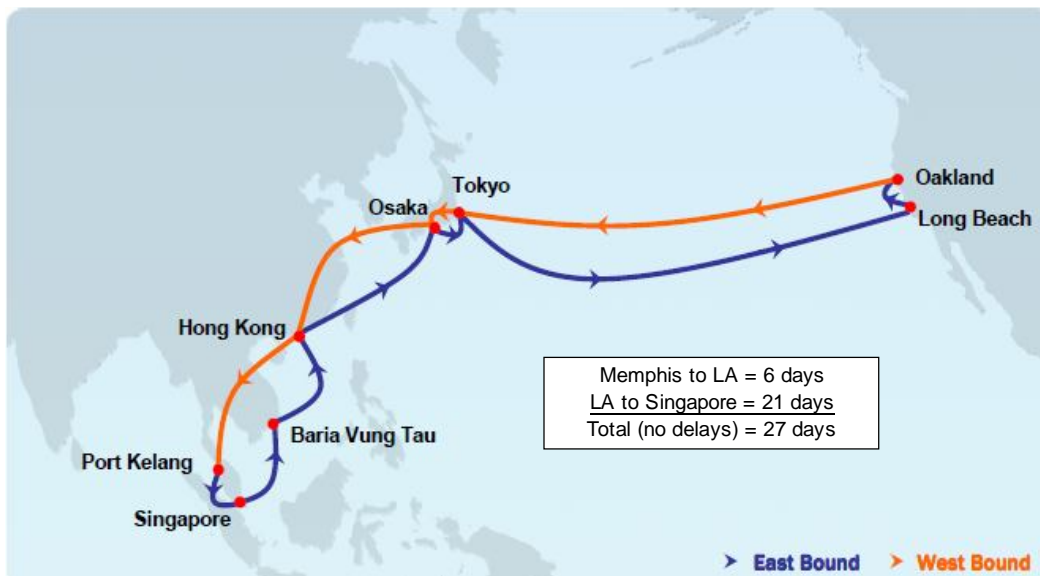 Oakland
Tokyo
Osaka
Long Beach
Hong Kong
Memphis to LA = 6 days
LA to Singapore = 21 days
Total (no delays) = 27 days
Baria Vung Tau
Port Kelang
Singapore
East Bound
West Bound